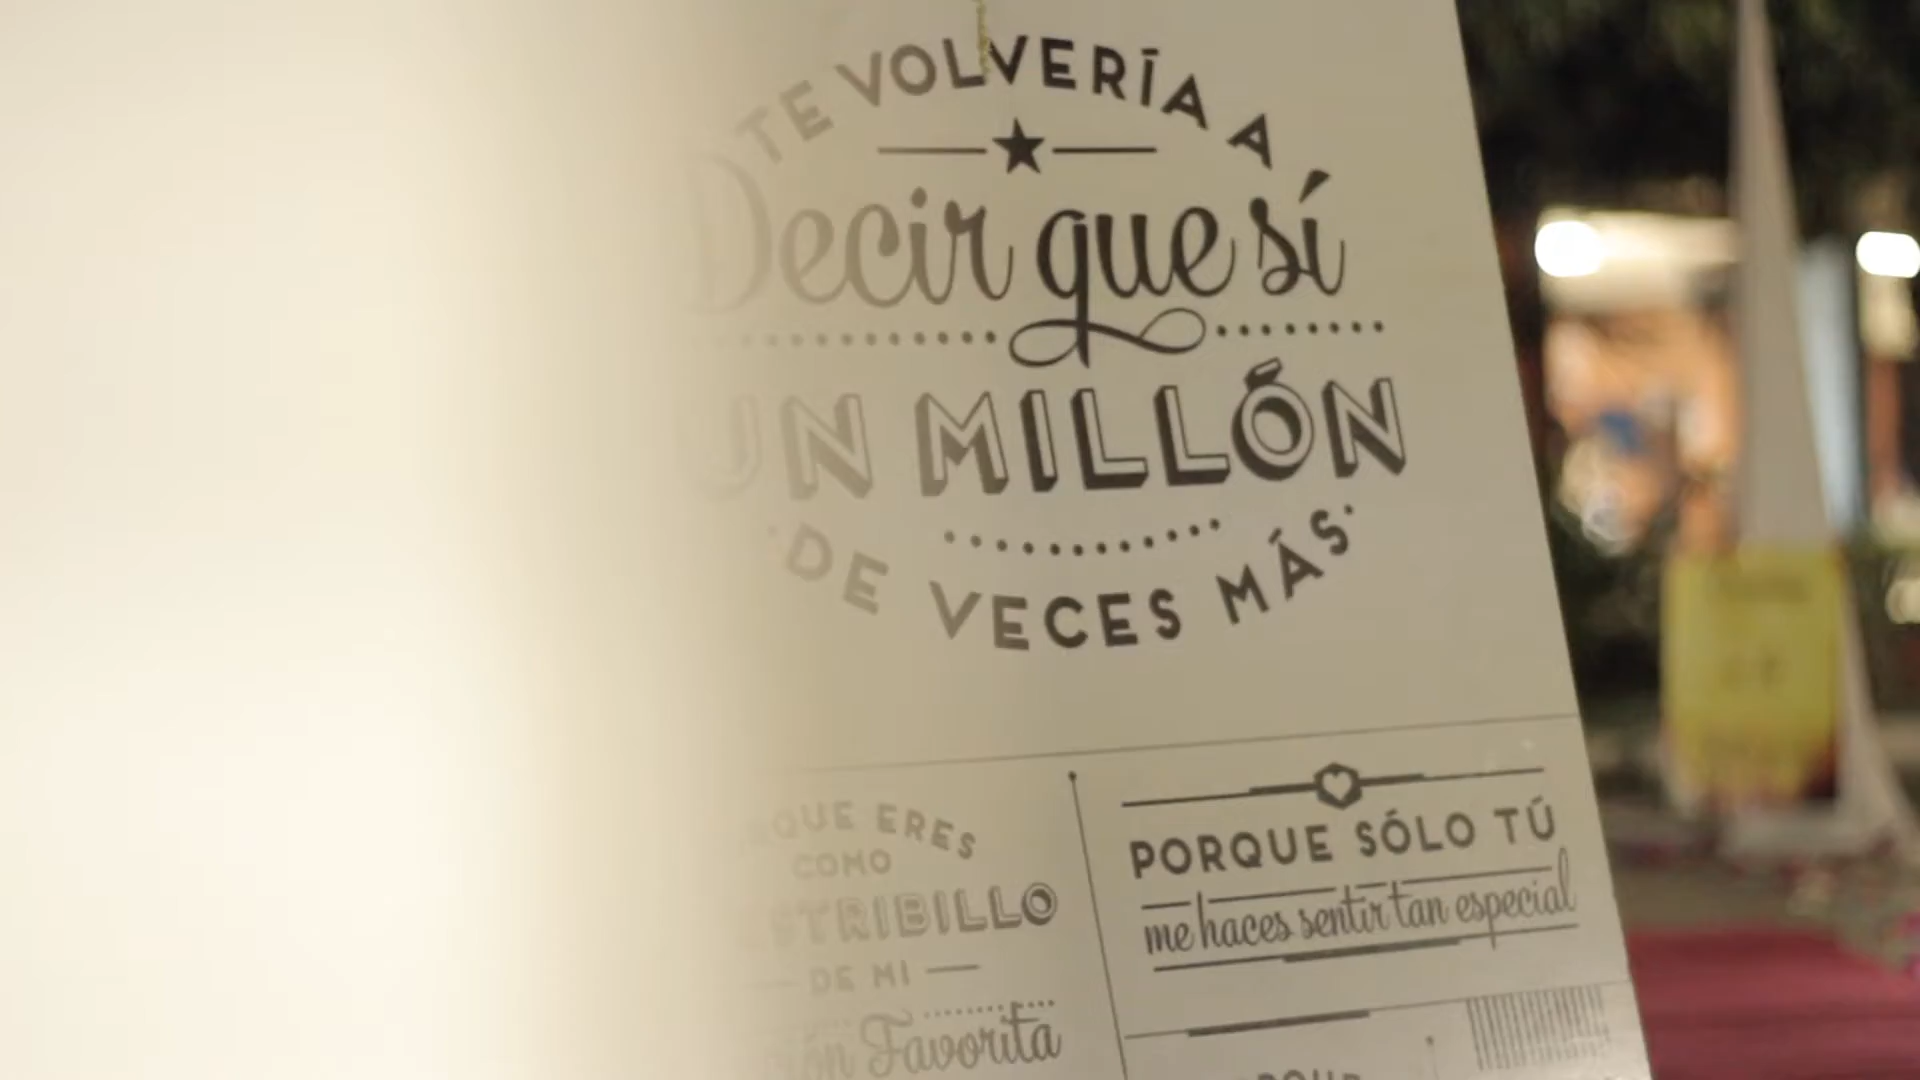 TE VOLVERÍA A
Decir que sí
UN MILLÓN
DE VECES MÁS
QUE ERES
COMO
DE MI
Favorita
PORQUE SÓLO TÚ
me haces sentir tan especial